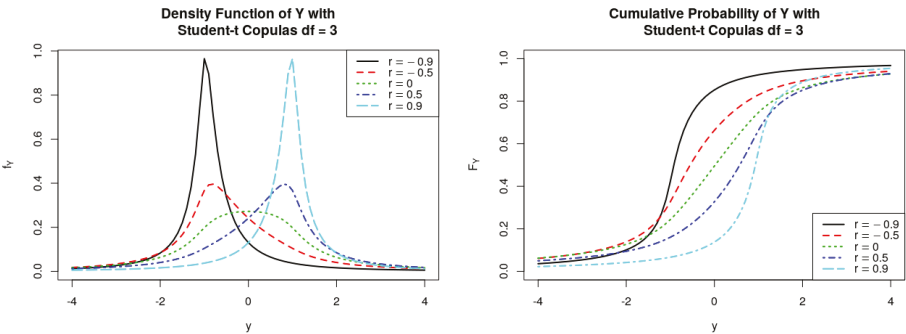 Density Function of Y with
Student-t Copulas df = 3
fY
1.0
0.8
0.6
0.4
0.2
0.0
r = − 0.9
r = − 0.5
r = 0
r = 0.5
r = 0.9
-4 -2 0 2 4
y
Cumulative Probability of Y with
Student-t Copulas df = 3
FY
1.0
0.8
0.6
0.4
0.2
0.0
r = − 0.9
r = − 0.5
r = 0
r = 0.5
r = 0.9
-4 -2 0 2 4
y